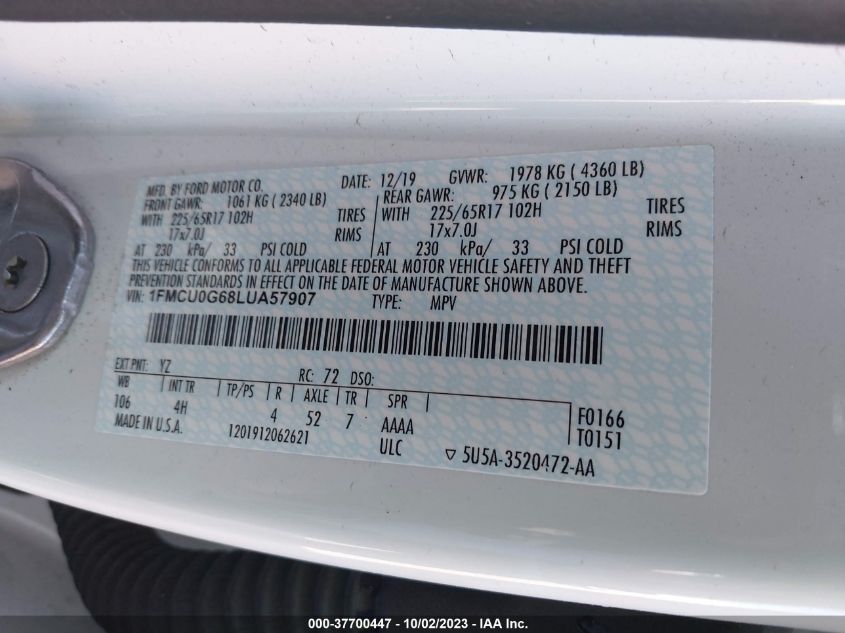 MFD. BY FORD MOTOR CO.
DATE: 12/19 GVWR: 1978 KG ( 4360 LB)
FRONT GAWR: 1061 KG ( 2340 LB) REAR GAWR: 975 KG ( 2150 LB)
WITH 225/65R17 102H TIRES WITH 225/65R17 102H TIRES
17x7.0J RIMS 17x7.0J RIMS
AT 230 kPa/ 33 PSI COLD AT 230 kPa/ 33 PSI COLD
THIS VEHICLE CONFORMS TO ALL APPLICABLE FEDERAL MOTOR VEHICLE SAFETY AND THEFT
PREVENTION STANDARDS IN EFFECT ON THE DATE OF MANUFACTURE SHOWN ABOVE.
VIN: 1FMCU0G68LUA57907 TYPE: MPV
EXT PNT: YZ RC: 72 DSO:
WB INT TR TP/PS R AXLE TR SPR
106 4H 4 52 7 AAAA F0166
MADE IN U.S.A. 1201912062621 ULC T0151
▽ 5U5A-3520472-AA
000-37700447 - 10/02/2023 - IAA Inc.